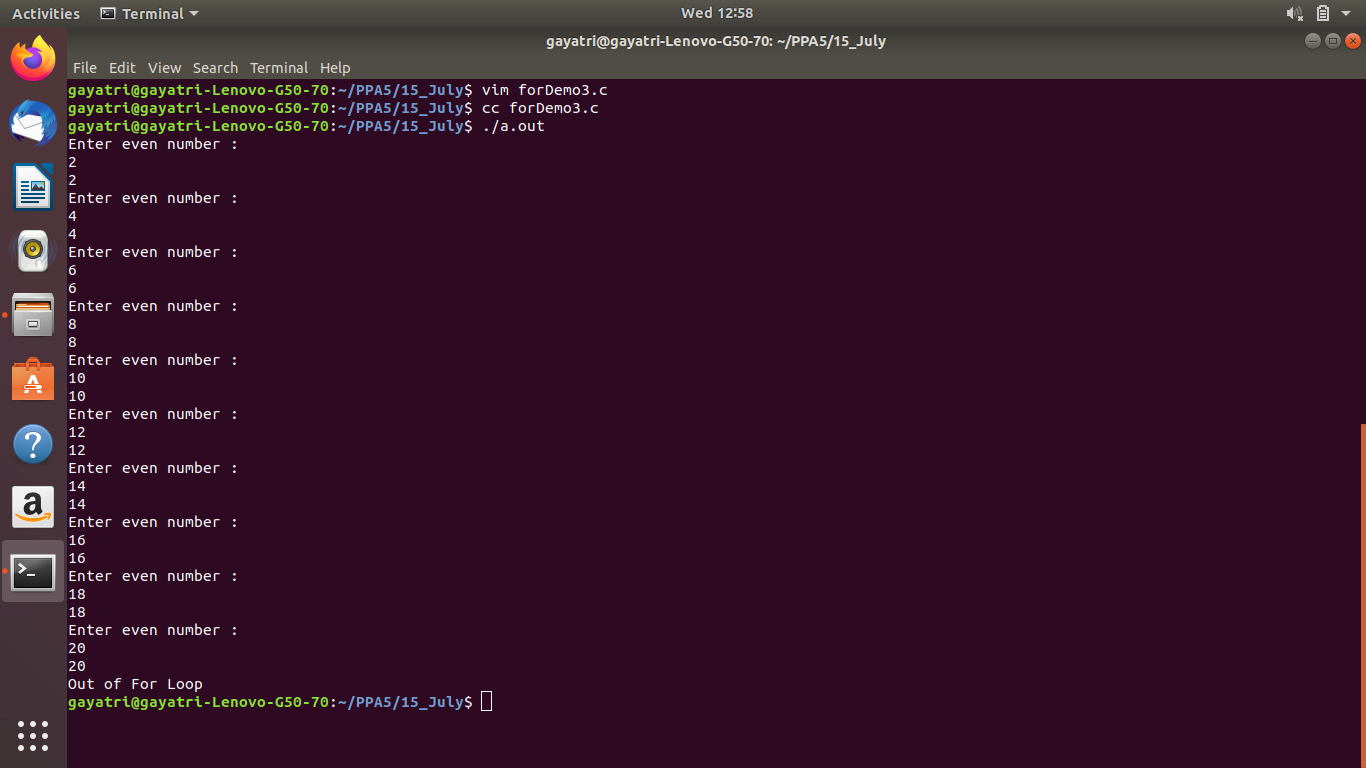 Activities Terminal Wed 12:58
gayatri@gayatri-Lenovo-G50-70: ~/PPA5/15_July
File Edit View Search Terminal Help
gayatri@gayatri-Lenovo-G50-70:~/PPA5/15_July$ vim forDemo3.c
gayatri@gayatri-Lenovo-G50-70:~/PPA5/15_July$ cc forDemo3.c
gayatri@gayatri-Lenovo-G50-70:~/PPA5/15_July$ ./a.out
Enter even number :
2
2
Enter even number :
4
4
Enter even number :
6
6
Enter even number :
8
8
Enter even number :
10
10
Enter even number :
12
12
Enter even number :
14
14
Enter even number :
16
16
Enter even number :
18
18
Enter even number :
20
20
Out of For Loop
gayatri@gayatri-Lenovo-G50-70:~/PPA5/15_July$